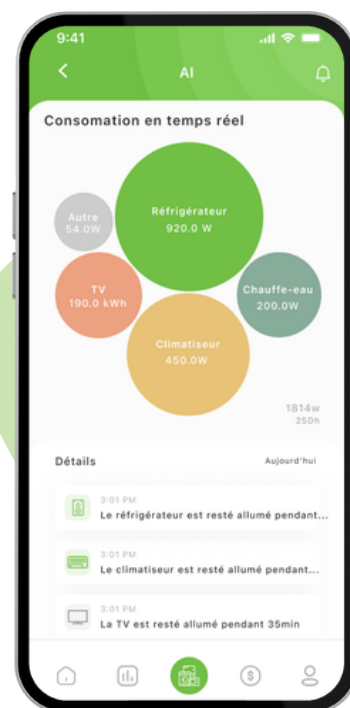 9:41
AI
Consomation en temps réel
Autre
54.0W
Réfrigérateur
920.0 W
TV
190.0 kWh
Chauffe-eau
200.0W
Climatiseur
450.0W
1814w
25Dh
Détails
Aujourd'hui
3:01 PM
Le réfrigérateur est resté allumé pendant...
3:01 PM
Le climatiseur est resté allumé pendant...
3:01 PM
La TV est resté allumé pendant 35min
$